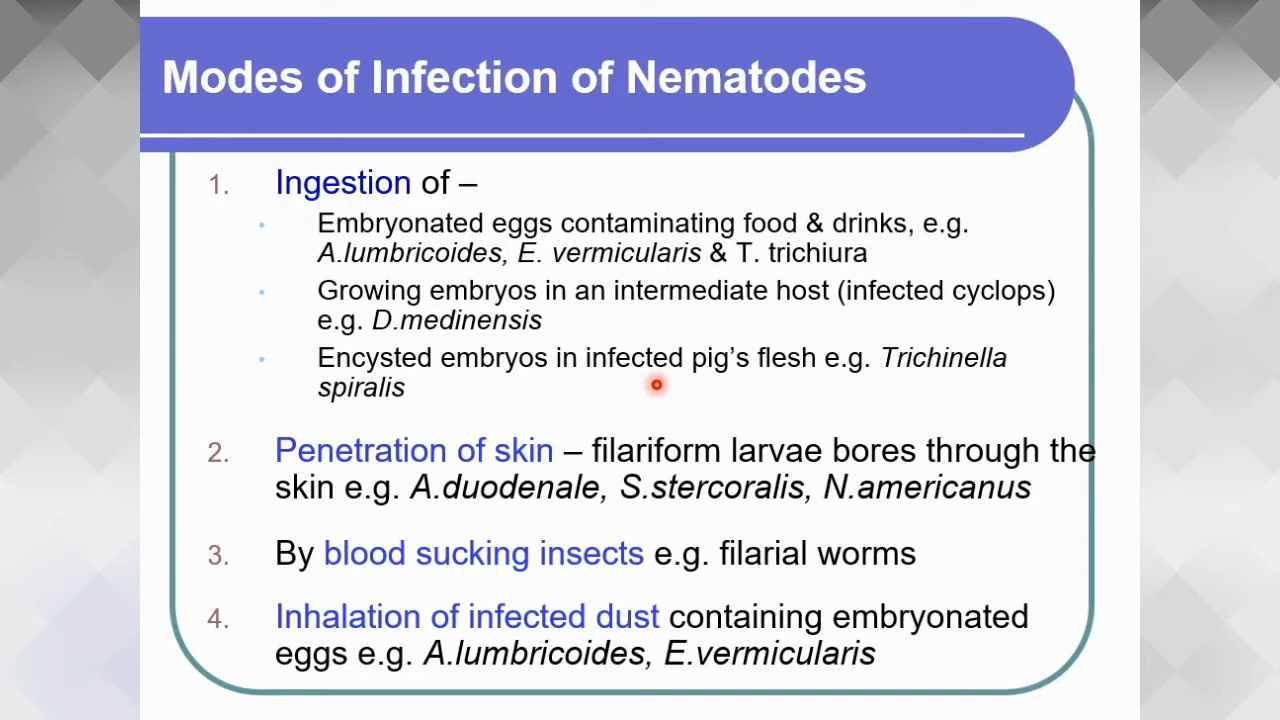 Modes of Infection of Nematodes
1. Ingestion of –
• Embryonated eggs contaminating food & drinks, e.g.
A.lumbricoides, E. vermicularis & T. trichiura
• Growing embryos in an intermediate host (infected cyclops)
e.g. D.medinensis
• Encysted embryos in infected pig’s flesh e.g. Trichinella
spiralis
2. Penetration of skin – filariform larvae bores through the
skin e.g. A.duodenale, S.stercoralis, N.americanus
3. By blood sucking insects e.g. filarial worms
4. Inhalation of infected dust containing embryonated
eggs e.g. A.lumbricoides, E.vermicularis